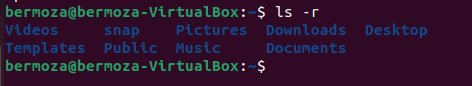 bermoza@bermoza-VirtualBox:~$ ls -r
Videos snap Pictures Downloads Desktop
Templates Public Music Documents
bermoza@bermoza-VirtualBox:~$